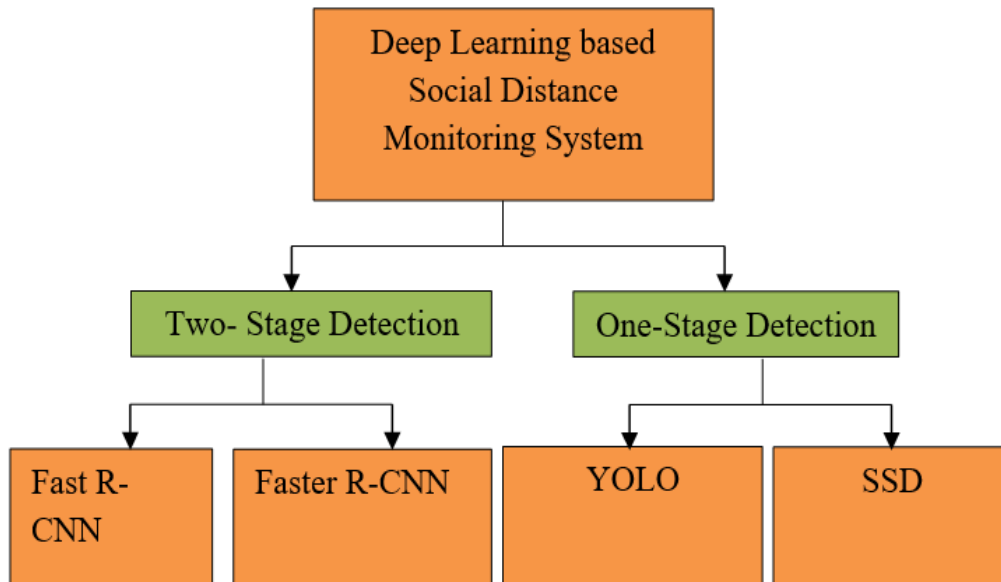 Deep Learning based
Social Distance
Monitoring System
Two- Stage Detection
One-Stage Detection
Fast R-
CNN
Faster R-CNN
YOLO
SSD